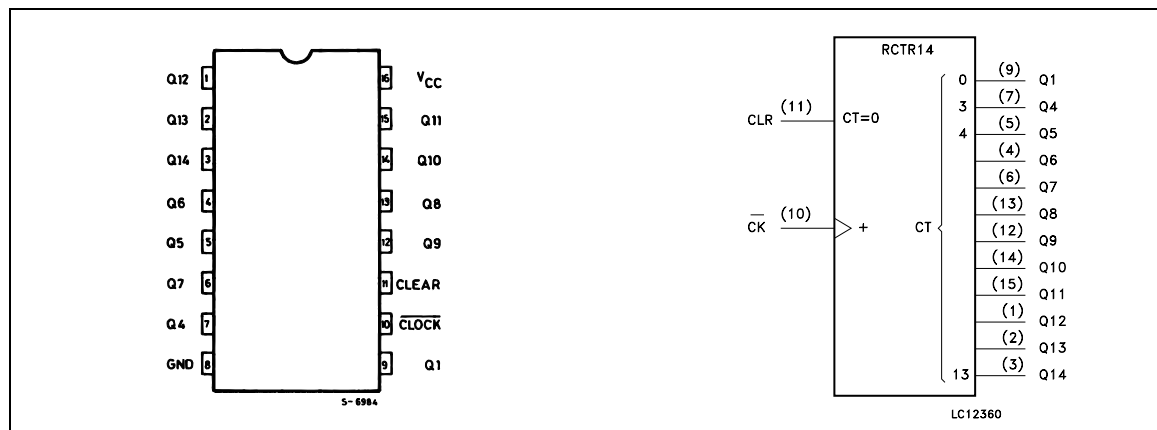 Q12 1 16 VCC
Q13 2 15 Q11
Q14 3 14 Q10
Q6 4 13 Q8
Q5 5 12 Q9
Q7 6 11 CLEAR
Q4 7 10 CLOCK
GND 8 9 Q1
S-6984
RCTR14
CLR (11) CT=0
CK (10) +
CT
0 (9) Q1
3 (7) Q4
4 (5) Q5
(4) Q6
(6) Q7
(13) Q8
(12) Q9
(14) Q10
(15) Q11
(1) Q12
(2) Q13
13 (3) Q14
LC12360